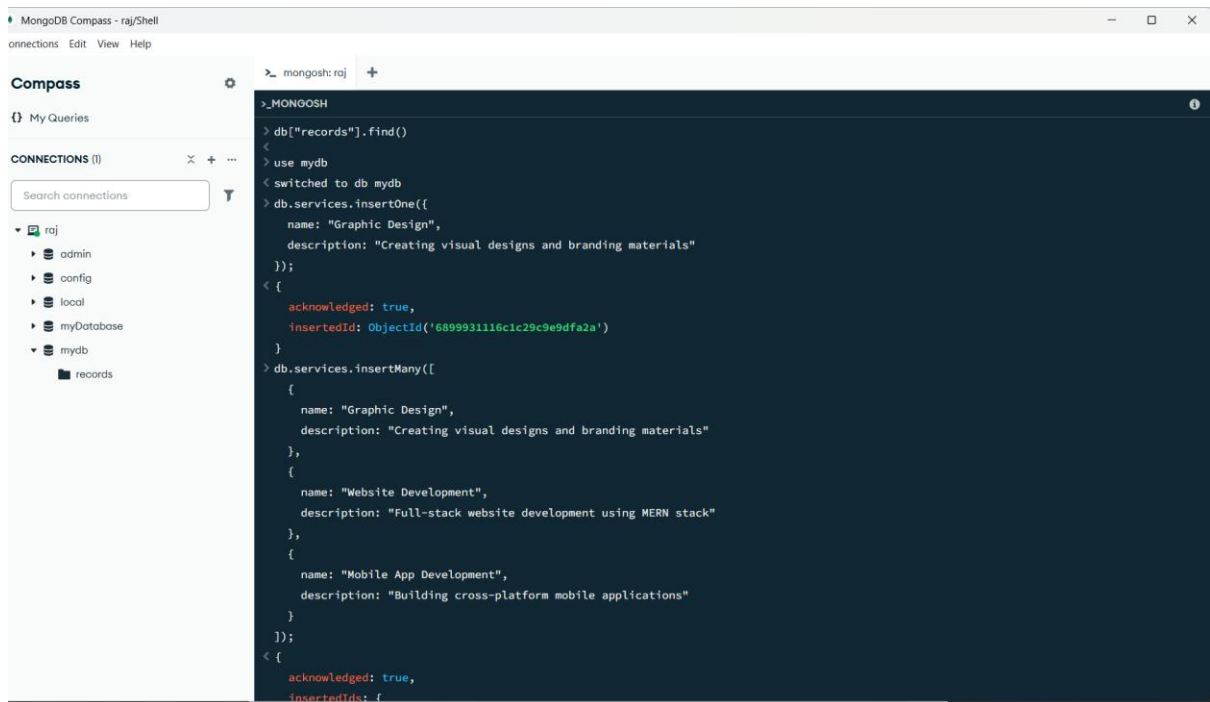 MongoDB Compass - raj/Shell
onnections Edit View Help
Compass
{} My Queries
CONNECTIONS (1)
Search connections
raj
admin
config
local
myDatabase
mydb
records
>_ mongosh: raj +
>_MONGOSH
> db["records"].find()
<
> use mydb
< switched to db mydb
> db.services.insertOne({
name: "Graphic Design",
description: "Creating visual designs and branding materials"
});
< {
acknowledged: true,
insertedId: ObjectId('6899931116c1c29c9e9dfa2a')
}
> db.services.insertMany([
{
name: "Graphic Design",
description: "Creating visual designs and branding materials"
},
{
name: "Website Development",
description: "Full-stack website development using MERN stack"
},
{
name: "Mobile App Development",
description: "Building cross-platform mobile applications"
}
]);
< {
acknowledged: true,
insertedIds: {